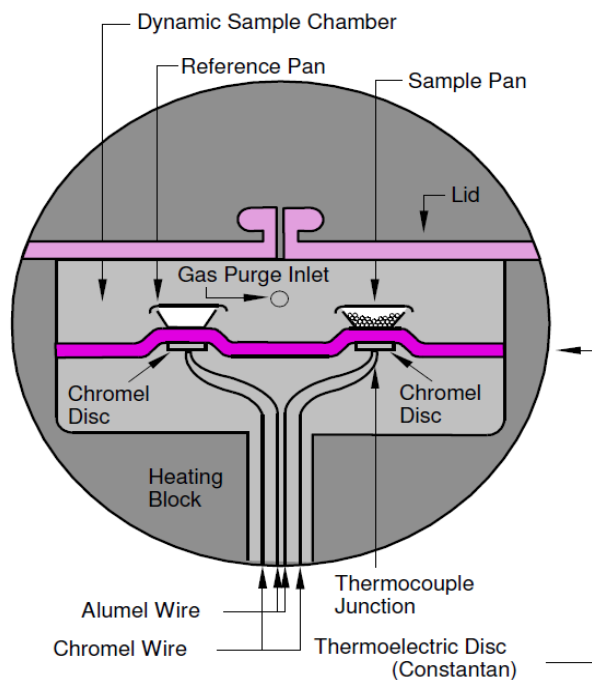 Dynamic Sample Chamber
Reference Pan
Sample Pan
Lid
Gas Purge Inlet
Chromel
Disc
Chromel
Disc
Heating
Block
Thermocouple
Junction
Alumel Wire
Chromel Wire
Thermoelectric Disc
(Constantan)